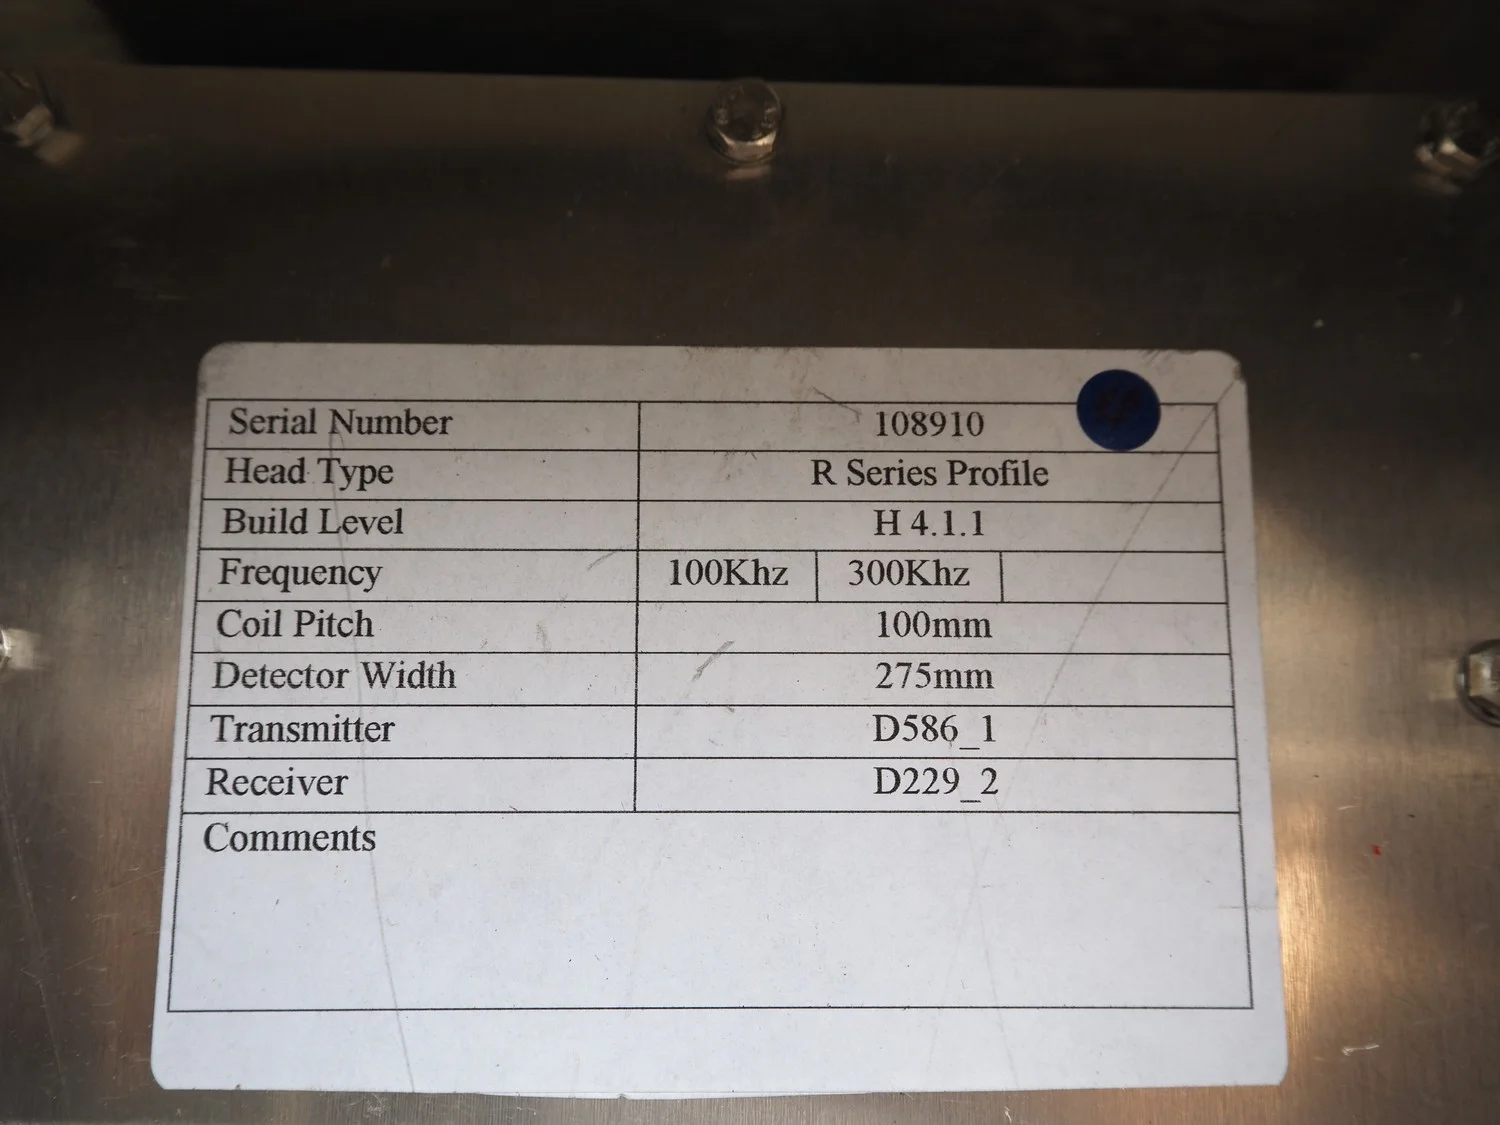 Serial Number 108910
Head Type R Series Profile
Build Level H 4.1.1
Frequency 100Khz 300Khz
Coil Pitch 100mm
Detector Width 275mm
Transmitter D586_1
Receiver D229_2
Comments